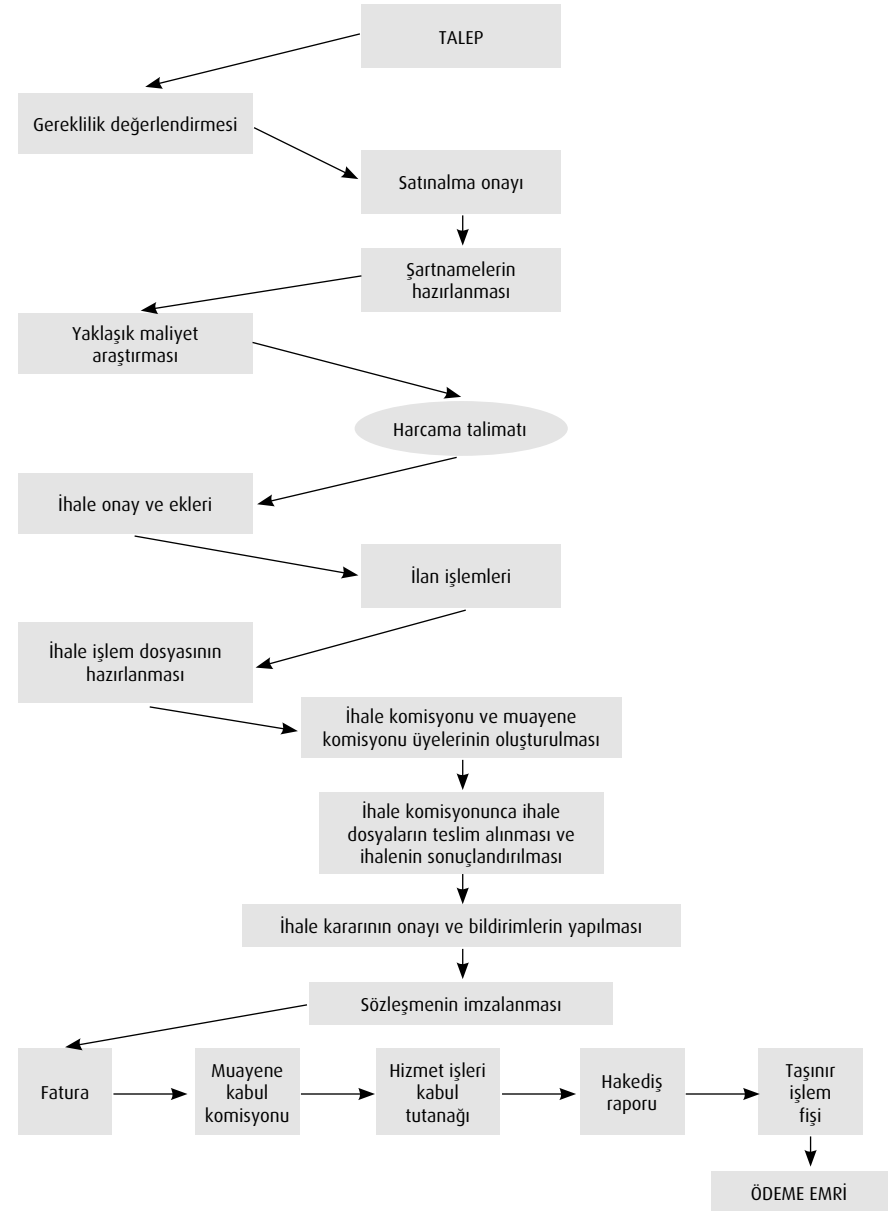 TALEP
Gereklilik değerlendirmesi
Satınalma onayı
Şartnamelerin
hazırlanması
Yaklaşık maliyet
araştırması
Harcama talimatı
İhale onay ve ekleri
İlan işlemleri
İhale işlem dosyasının
hazırlanması
İhale komisyonu ve muayene
komisyonu üyelerinin oluşturulması
İhale komisyonunca ihale
dosyaların teslim alınması ve
ihalenin sonuçlandırılması
İhale kararının onayı ve bildirimlerin yapılması
Sözleşmenin imzalanması
Fatura
Muayene
kabul
komisyonu
Hizmet işleri
kabul
tutanağı
Hakediş
raporu
Taşınır
işlem
fişi
ÖDEME EMRİ